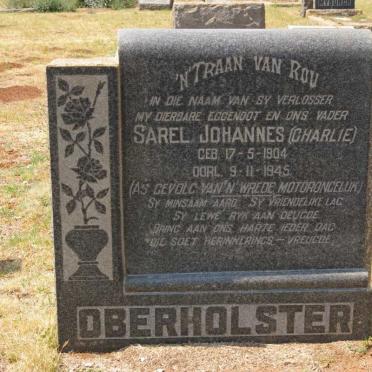 'N TRAAN VAN ROU
IN DIE NAAM VAN SY VERLOSSER
MY DIERBARE EGGENOOT EN ONS VADER
SAREL JOHANNES (CHARLIE)
GEB. 17-5-1904
OORL. 9-11-1945
(AS GEVOLG VAN 'N WREDE MOTORONGELUK)
SY MINSAAM AARD, SY VRIENDELIKE LAG
SY LEWE RYK AAN DEUGDE
BRING AAN ONS HARTE IEDER DAG
DIE SOET HERINNERINGS – VREUGDE
OBERHOLSTER